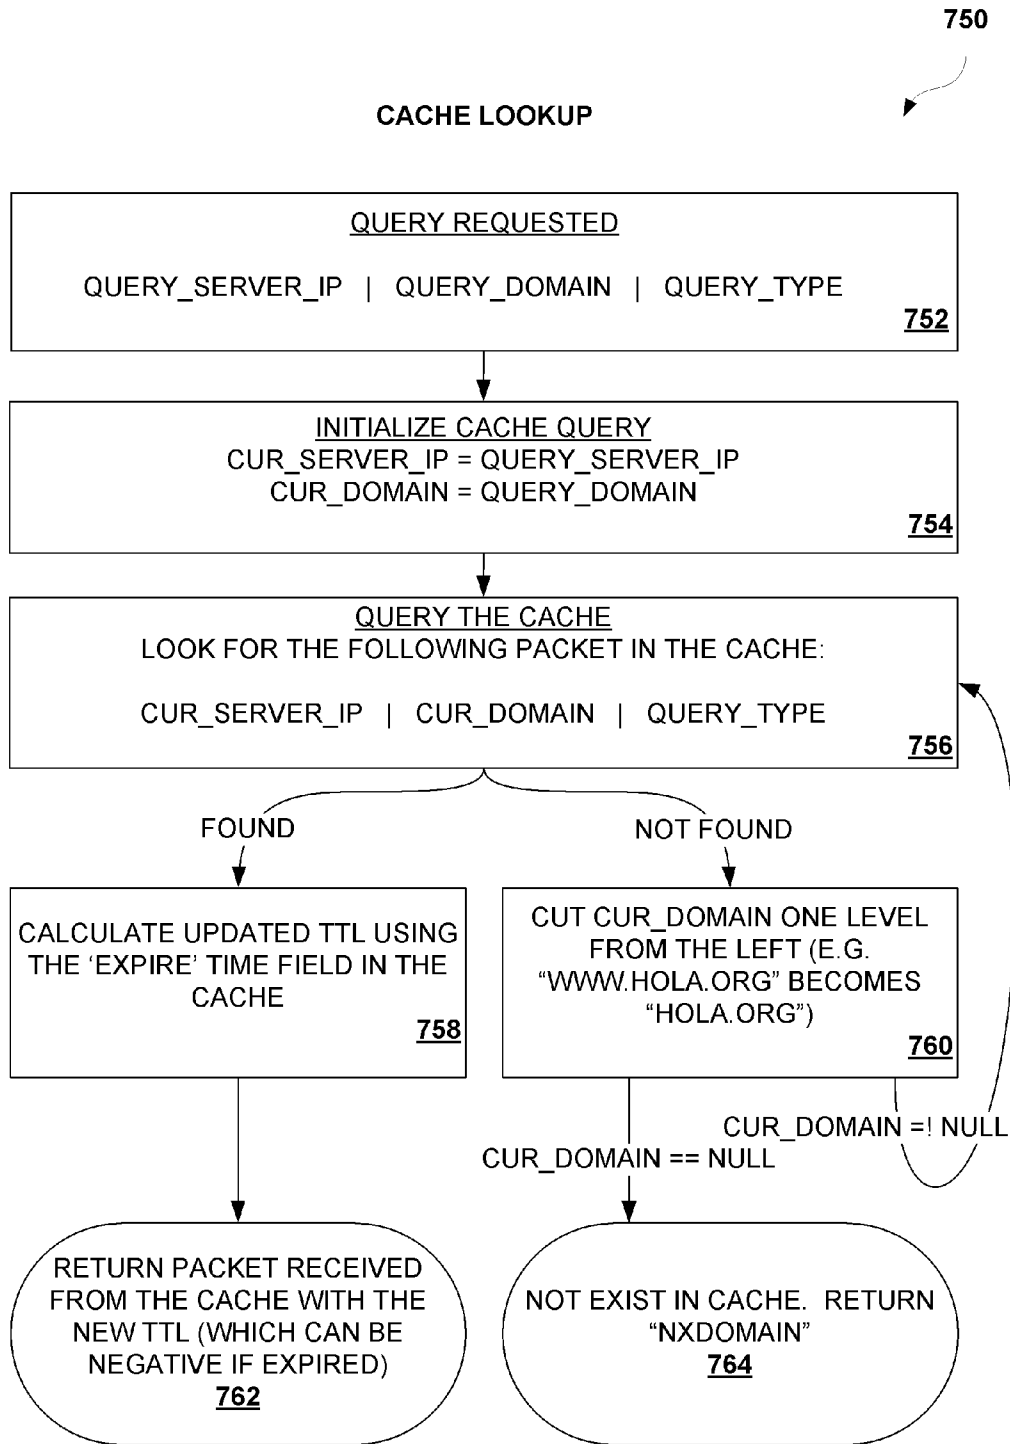 750
CACHE LOOKUP
QUERY REQUESTED
QUERY_SERVER_IP | QUERY_DOMAIN | QUERY_TYPE
752
INITIALIZE CACHE QUERY
CUR_SERVER_IP = QUERY_SERVER_IP
CUR_DOMAIN = QUERY_DOMAIN
754
QUERY THE CACHE
LOOK FOR THE FOLLOWING PACKET IN THE CACHE:
CUR_SERVER_IP | CUR_DOMAIN | QUERY_TYPE
756
FOUND
NOT FOUND
CALCULATE UPDATED TTL USING
THE ‘EXPIRE’ TIME FIELD IN THE
CACHE
758
CUT CUR_DOMAIN ONE LEVEL
FROM THE LEFT (E.G.
“WWW.HOLA.ORG” BECOMES
“HOLA.ORG”)
760
CUR_DOMAIN =! NULL
CUR_DOMAIN == NULL
RETURN PACKET RECEIVED
FROM THE CACHE WITH THE
NEW TTL (WHICH CAN BE
NEGATIVE IF EXPIRED)
762
NOT EXIST IN CACHE. RETURN
“NXDOMAIN”
764